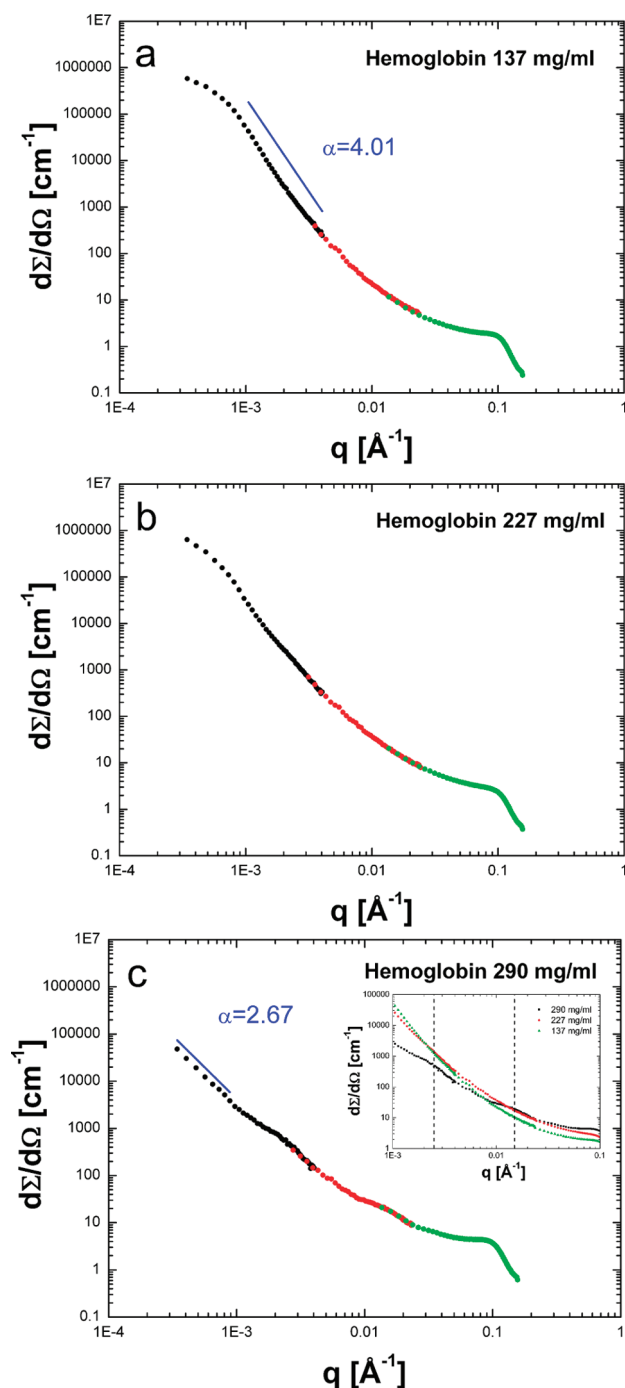 a
Hemoglobin 137 mg/ml
α=4.01
dΣ/dΩ [cm⁻¹]
1E7
1000000
100000
10000
1000
100
10
1
0.1
1E-4
1E-3
0.01
0.1
1
q [Å⁻¹]
b
Hemoglobin 227 mg/ml
dΣ/dΩ [cm⁻¹]
1E7
1000000
100000
10000
1000
100
10
1
0.1
1E-4
1E-3
0.01
0.1
1
q [Å⁻¹]
c
Hemoglobin 290 mg/ml
α=2.67
dΣ/dΩ [cm⁻¹]
1E7
1000000
100000
10000
1000
100
10
1
0.1
100000
10000
1000
100
10
1
dΣ/dΩ [cm⁻¹]
290 mg/ml
227 mg/ml
137 mg/ml
1E-3
0.01
0.1
q [Å⁻¹]
1E-4
1E-3
0.01
0.1
1
q [Å⁻¹]